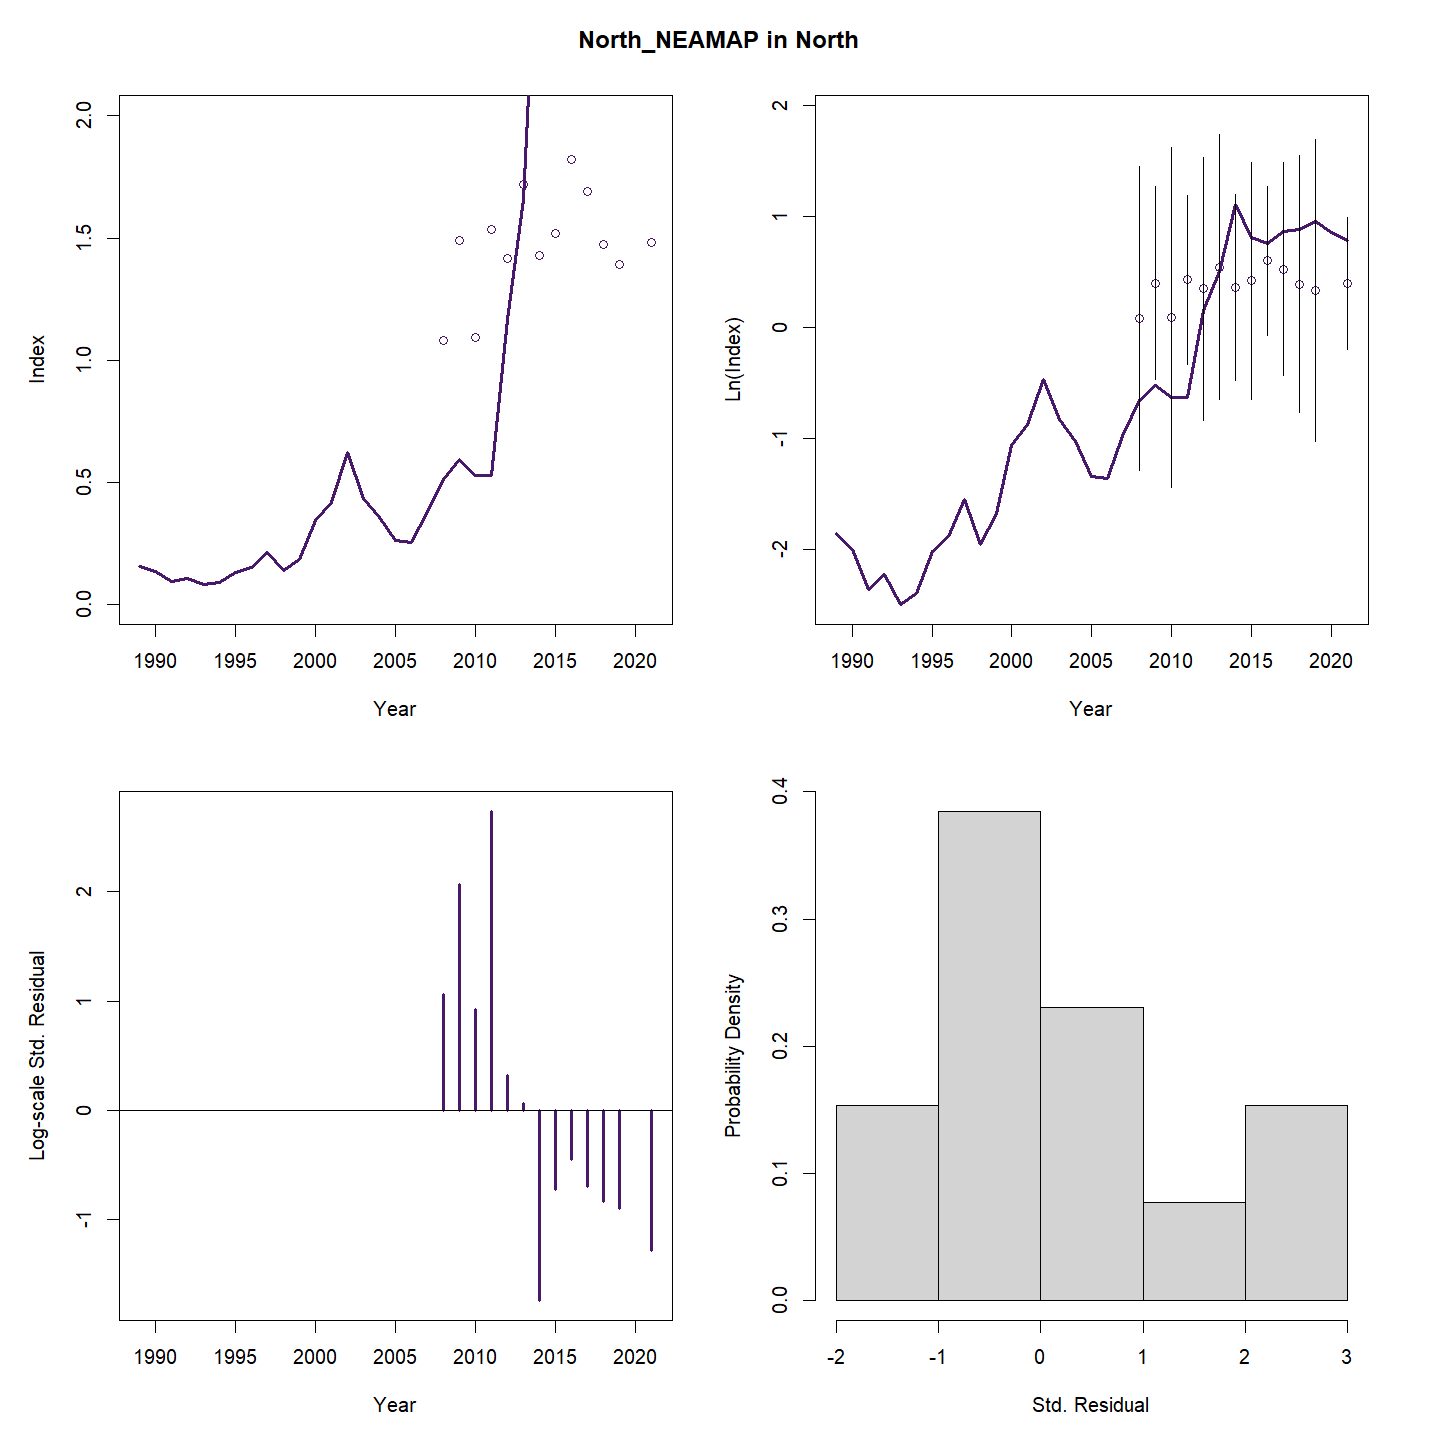 North_NEAMAP in North
Index
2.0
1.5
1.0
0.5
0.0
1990 1995 2000 2005 2010 2015 2020
Year
Ln(Index)
2
1
0
-1
-2
1990 1995 2000 2005 2010 2015 2020
Year
Log-scale Std. Residual
2
1
0
-1
1990 1995 2000 2005 2010 2015 2020
Year
Probability Density
0.4
0.3
0.2
0.1
0.0
-2 -1 0 1 2 3
Std. Residual